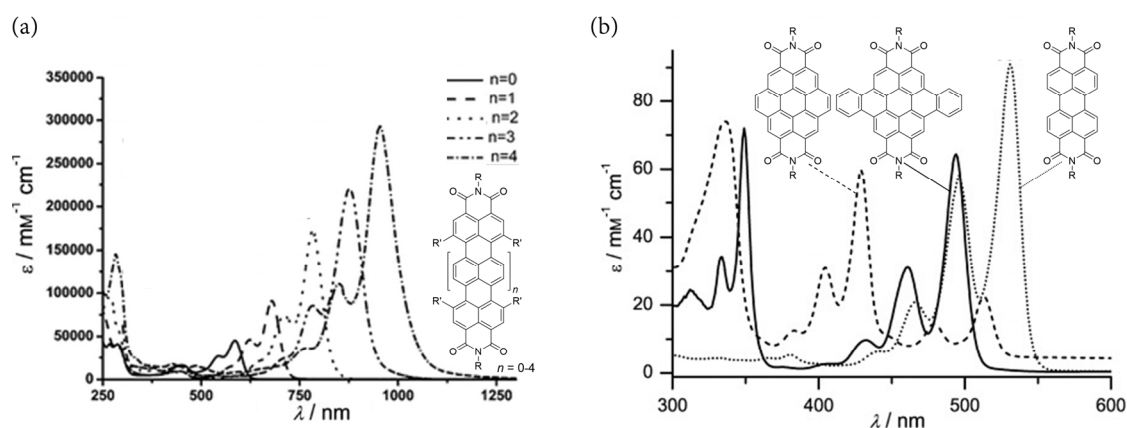 (a)
350000
300000
250000
200000
150000
100000
50000
0
ε / mM⁻¹ cm⁻¹
250 500 750 1000 1250
λ / nm
n=0
n=1
n=2
n=3
n=4
R
O N O
R' R'
n
R' R'
O N O
R
n = 0-4
(b)
80
60
40
20
0
ε / mM⁻¹ cm⁻¹
300 400 500 600
λ / nm
R R R
O N O O N O O N O
O N O O N O O N O
R R R